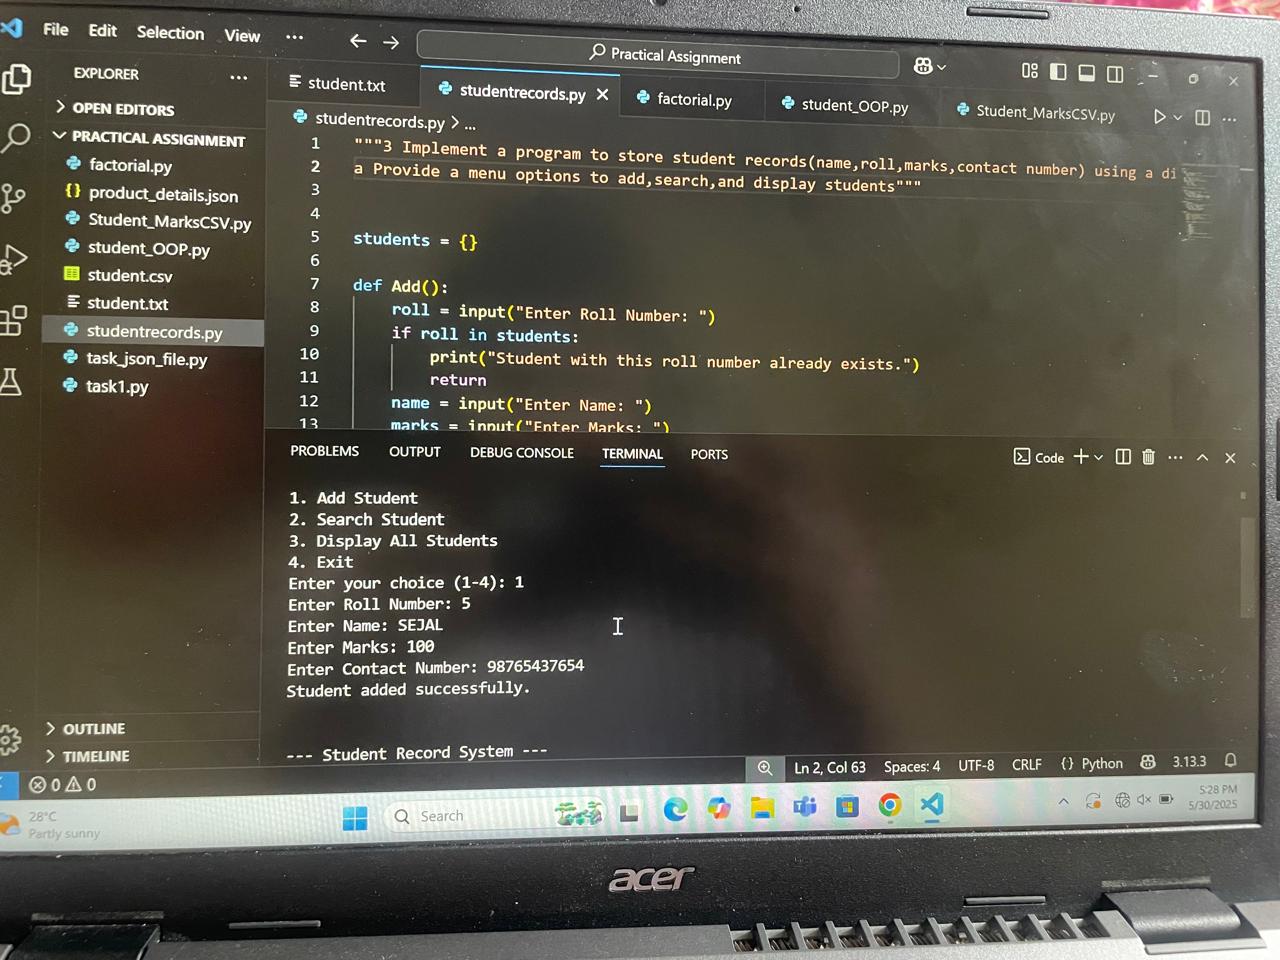 File Edit Selection View ...
Practical Assignment
EXPLORER ...
OPEN EDITORS
PRACTICAL ASSIGNMENT
factorial.py
{} product_details.json
Student_MarksCSV.py
student_OOP.py
student.csv
student.txt
studentrecords.py
task_json_file.py
task1.py
OUTLINE
TIMELINE
student.txt
studentrecords.py
factorial.py
student_OOP.py
Student_MarksCSV.py
studentrecords.py > ...
1 """3 Implement a program to store student records(name,roll,marks,contact number) using a di
2 a Provide a menu options to add,search,and display students"""
3
4
5 students = {}
6
7 def Add():
8 roll = input("Enter Roll Number: ")
9 if roll in students:
10 print("Student with this roll number already exists.")
11 return
12 name = input("Enter Name: ")
13 marks = input("Enter Marks: ")
PROBLEMS OUTPUT DEBUG CONSOLE TERMINAL PORTS
Code
1. Add Student
2. Search Student
3. Display All Students
4. Exit
Enter your choice (1-4): 1
Enter Roll Number: 5
Enter Name: SEJAL
Enter Marks: 100
Enter Contact Number: 98765437654
Student added successfully.
--- Student Record System ---
0 0
Ln 2, Col 63 Spaces: 4 UTF-8 CRLF {} Python 3.13.3
28°C
Partly sunny
Search
5:28 PM
5/30/2025
acer